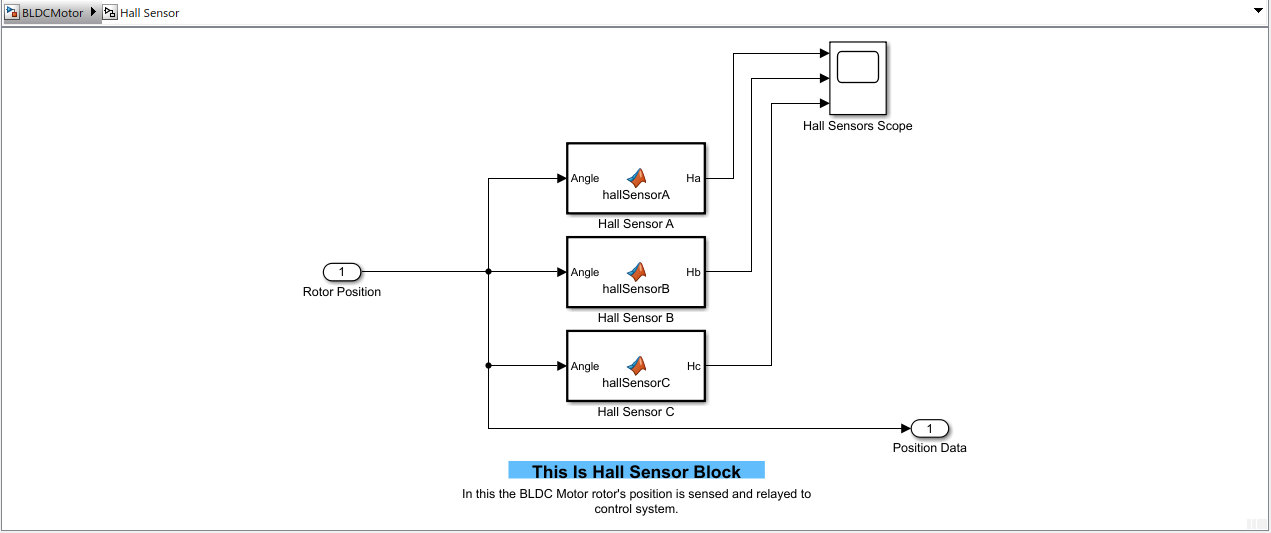 BLDCMotor Hall Sensor
Hall Sensors Scope
Angle hallSensorA Ha
Hall Sensor A
1
Rotor Position
Angle hallSensorB Hb
Hall Sensor B
Angle hallSensorC Hc
Hall Sensor C
1
Position Data
This Is Hall Sensor Block
In this the BLDC Motor rotor's position is sensed and relayed to
control system.